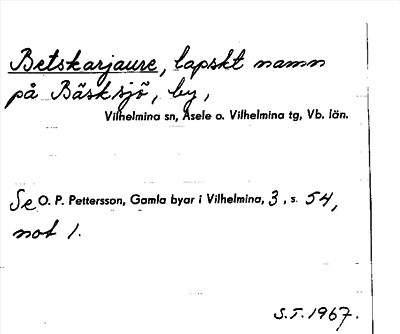 Betskarjaure, lapskt namn
på Bäsksjö, by,
Vilhelmina sn, Åsele o. Vilhelmina tg, Vb. län.
Se O. P. Pettersson, Gamla byar i Vilhelmina, 3, s. 54,
not 1.
S.T. 1967.